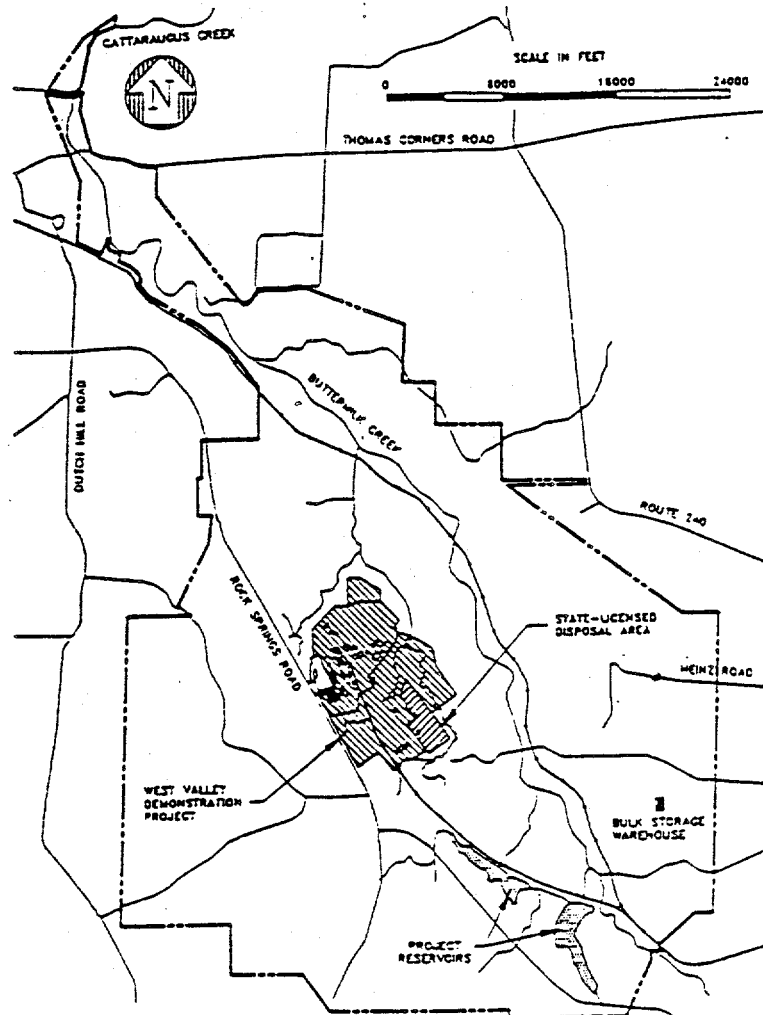 CATTARAUGUS CREEK
N
SCALE IN FEET
0 8000 16000 24000
THOMAS CORNERS ROAD
DUTCH HILL ROAD
BUTTERMILK CREEK
ROUTE 240
ROCK SPRINGS ROAD
STATE-LICENSED
DISPOSAL AREA
HEINZ ROAD
WEST VALLEY
DEMONSTRATION
PROJECT
BULK STORAGE
WAREHOUSE
PROJECT
RESERVOIRS